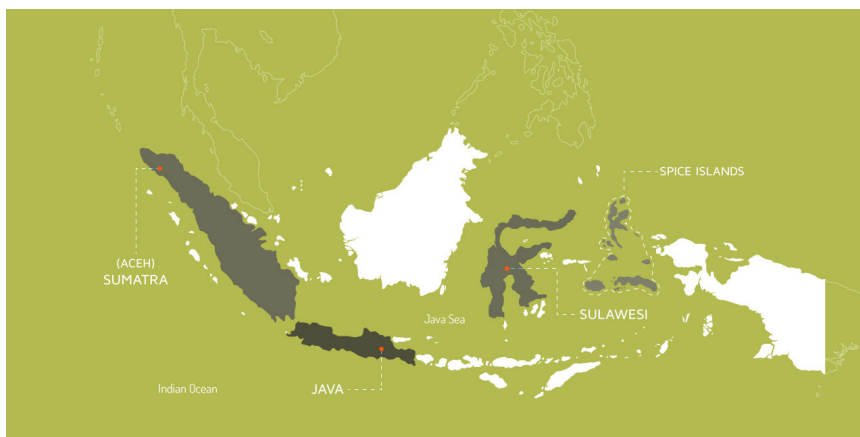 SPICE ISLANDS
(ACEH)
SUMATRA
Java Sea
SULAWESI
Indian Ocean
JAVA